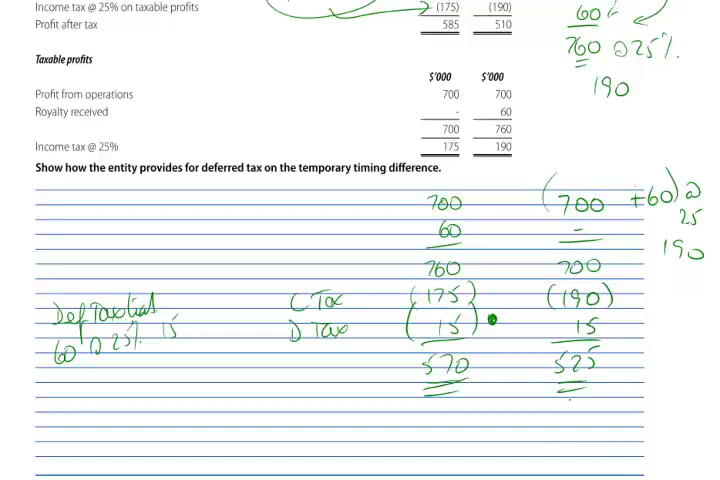 Income tax @ 25% on taxable profits (175) (190)
Profit after tax 585 510
60
760 @ 25%.
190
Taxable profits
$'000 $'000
Profit from operations 700 700
Royalty received - 60
700 760
Income tax @ 25% 175 190
Show how the entity provides for deferred tax on the temporary timing difference.
700 (700 +60) @
25
60 -
190
760 700
C Tax (175) (190)
Def Tax liab.
60 @ 25% 15
D Tax (15) 15
570 525